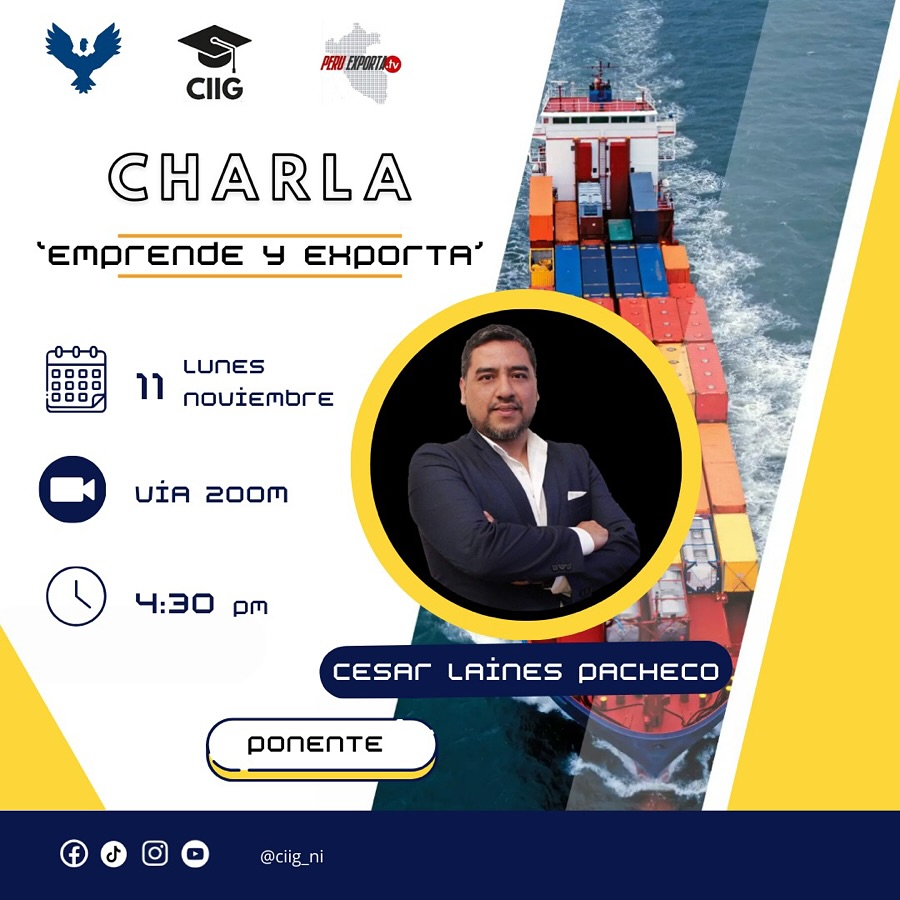 CIIG
PERU EXPORTA.tv
CHARLA
'EMPRENDE Y EXPORTA'
11
LUNES
NOVIEMBRE
VÍA ZOOM
4:30 PM
CESAR LAÍNES PACHECO
PONENTE
@ciig_ni